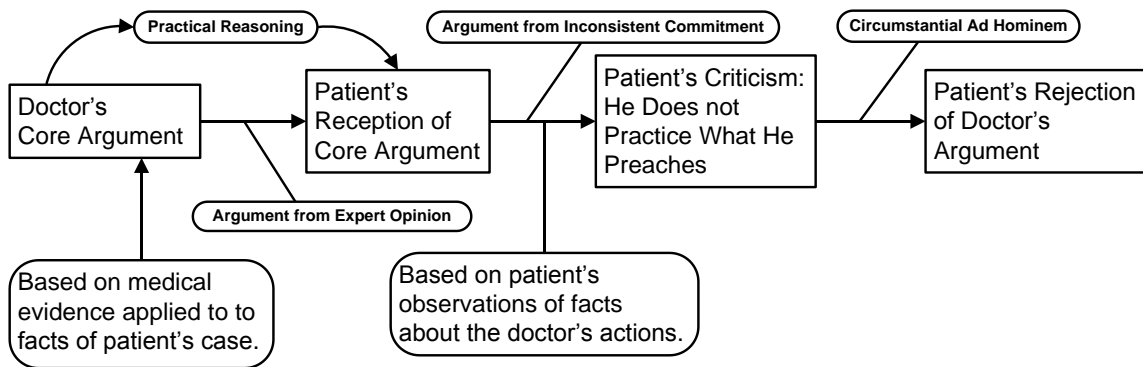 Practical Reasoning
Argument from Inconsistent Commitment
Circumstantial Ad Hominem
Doctor's
Core Argument
Patient's
Reception of
Core Argument
Patient's Criticism:
He Does not
Practice What He
Preaches
Patient's Rejection
of Doctor's
Argument
Argument from Expert Opinion
Based on medical
evidence applied to to
facts of patient's case.
Based on patient's
observations of facts
about the doctor's actions.